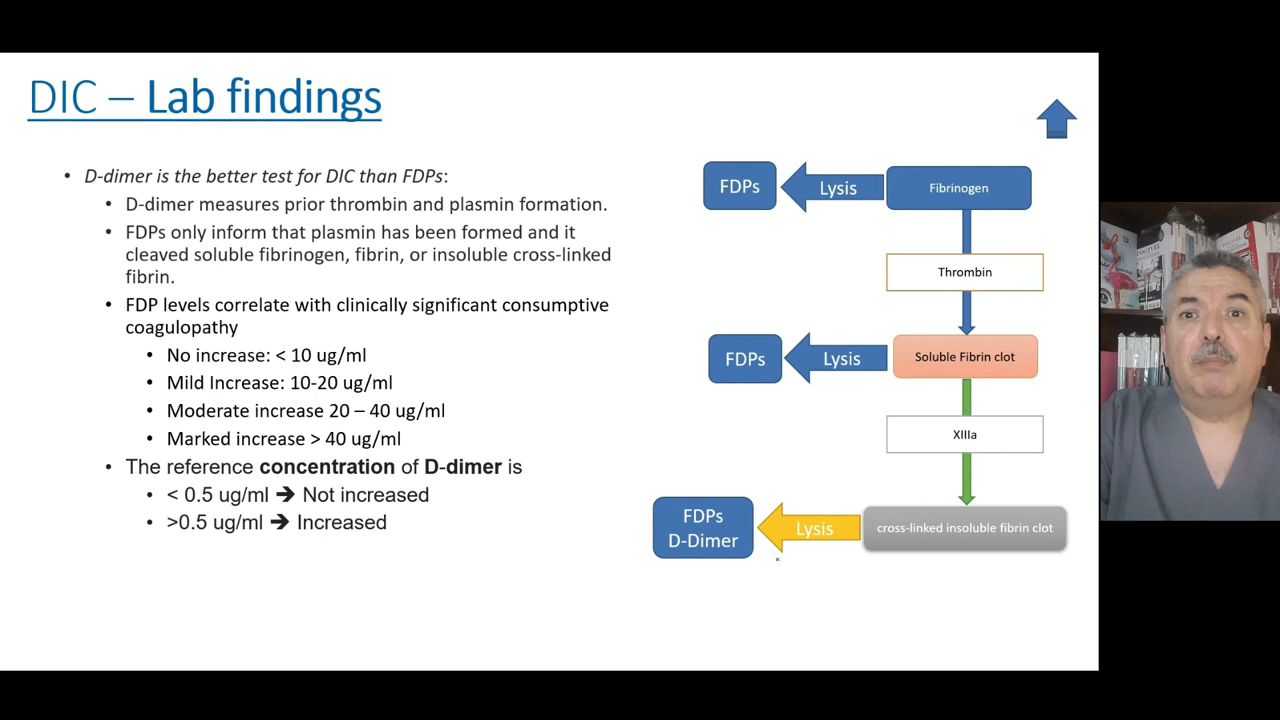 DIC – Lab findings
• D-dimer is the better test for DIC than FDPs:
• D-dimer measures prior thrombin and plasmin formation.
• FDPs only inform that plasmin has been formed and it
cleaved soluble fibrinogen, fibrin, or insoluble cross-linked
fibrin.
• FDP levels correlate with clinically significant consumptive
coagulopathy
• No increase: < 10 ug/ml
• Mild Increase: 10-20 ug/ml
• Moderate increase 20 – 40 ug/ml
• Marked increase > 40 ug/ml
• The reference concentration of D-dimer is
• < 0.5 ug/ml ➔ Not increased
• >0.5 ug/ml ➔ Increased
FDPs
Lysis
Fibrinogen
Thrombin
FDPs
Lysis
Soluble Fibrin clot
XIIIa
FDPs
D-Dimer
Lysis
cross-linked insoluble fibrin clot